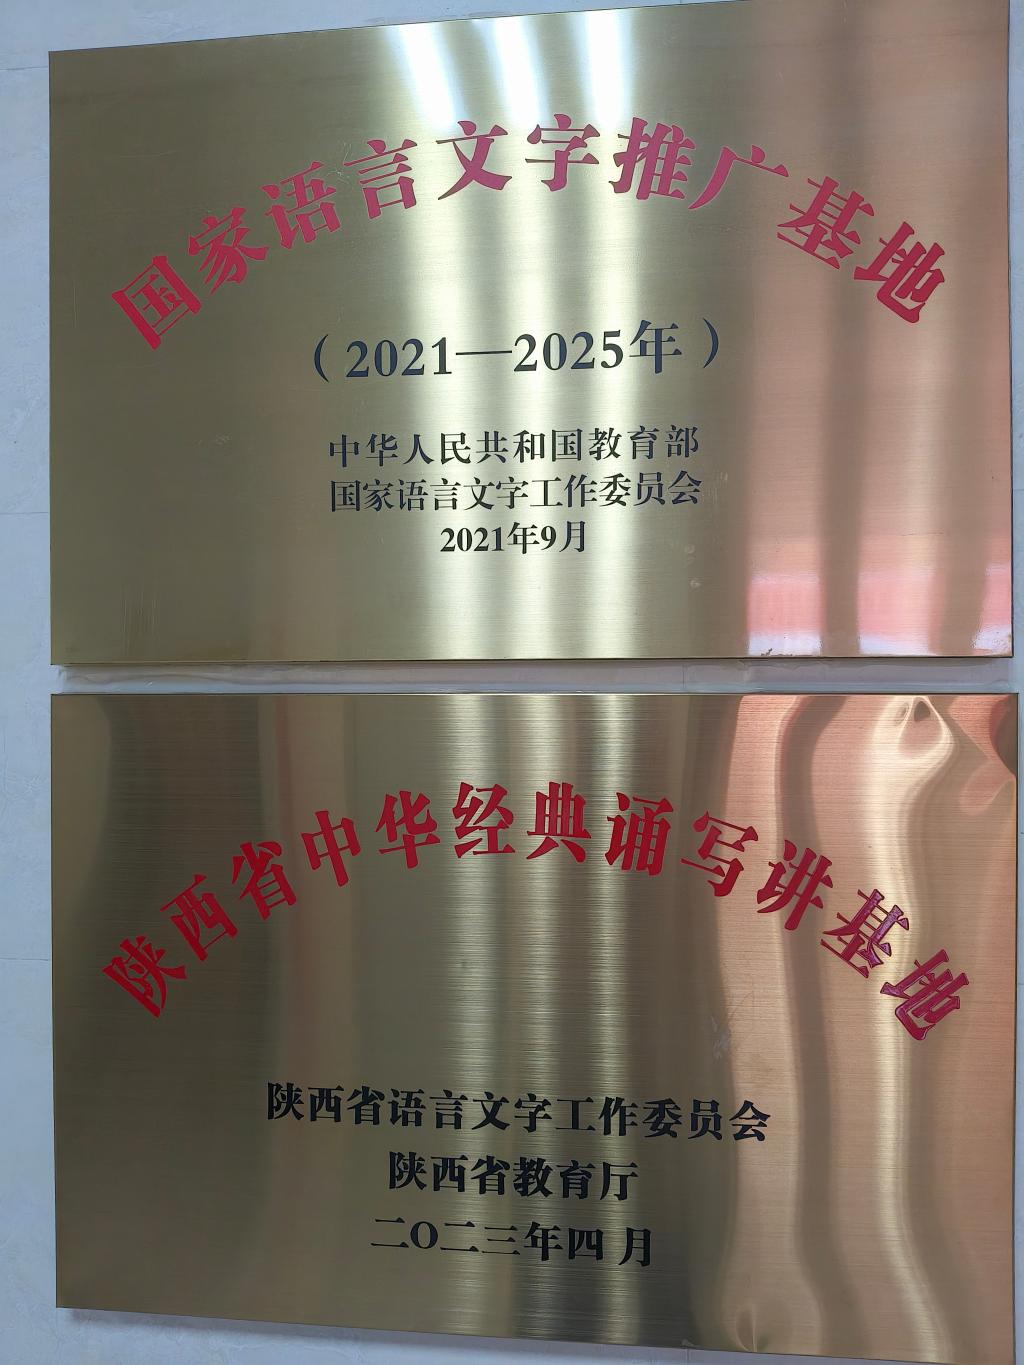 国家语言文字推广基地
（2021—2025年）
中华人民共和国教育部
国家语言文字工作委员会
2021年9月
陕西省中华经典诵写讲基地
陕西省语言文字工作委员会
陕西省教育厅
二〇二三年四月